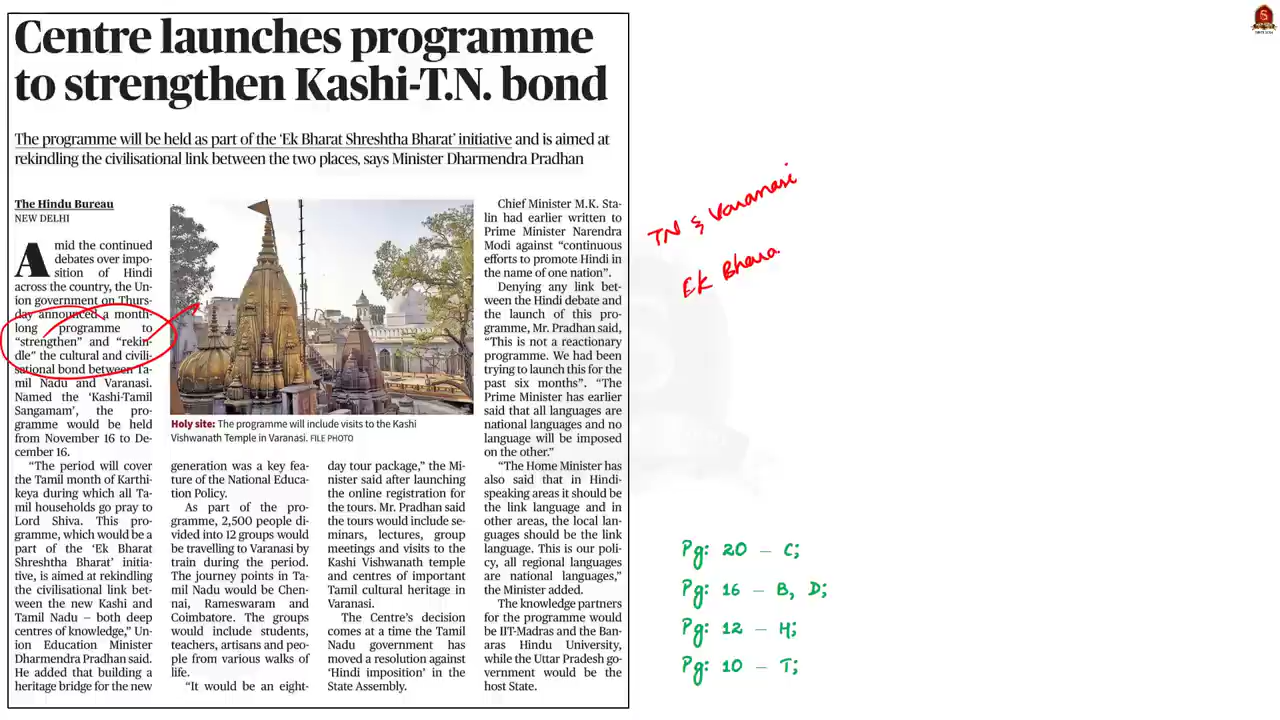 Centre launches programme
to strengthen Kashi-T.N. bond
The programme will be held as part of the ‘Ek Bharat Shreshtha Bharat’ initiative and is aimed at
rekindling the civilisational link between the two places, says Minister Dharmendra Pradhan
The Hindu Bureau
NEW DELHI
Amid the continued
debates over impo-
sition of Hindi
across the country, the Un-
ion government on Thurs-
day announced a month-
long programme to
“strengthen” and “rekin-
dle” the cultural and civili-
sational bond between Ta-
mil Nadu and Varanasi.
Named the ‘Kashi-Tamil
Sangamam’, the pro-
gramme would be held
from November 16 to De-
cember 16.
“The period will cover
the Tamil month of Karthi-
keya during which all Ta-
mil households go pray to
Lord Shiva. This pro-
gramme, which would be a
part of the ‘Ek Bharat
Shreshtha Bharat’ initia-
tive, is aimed at rekindling
the civilisational link bet-
ween the new Kashi and
Tamil Nadu – both deep
centres of knowledge,” Un-
ion Education Minister
Dharmendra Pradhan said.
He added that building a
heritage bridge for the new
Holy site: The programme will include visits to the Kashi
Vishwanath Temple in Varanasi. FILE PHOTO
generation was a key fea-
ture of the National Educa-
tion Policy.
As part of the pro-
gramme, 2,500 people di-
vided into 12 groups would
be travelling to Varanasi by
train during the period.
The journey points in Ta-
mil Nadu would be Chen-
nai, Rameswaram and
Coimbatore. The groups
would include students,
teachers, artisans and peo-
ple from various walks of
life.
“It would be an eight-
day tour package,” the Mi-
nister said after launching
the online registration for
the tours. Mr. Pradhan said
the tours would include se-
minars, lectures, group
meetings and visits to the
Kashi Vishwanath temple
and centres of important
Tamil cultural heritage in
Varanasi.
The Centre’s decision
comes at a time the Tamil
Nadu government has
moved a resolution against
‘Hindi imposition’ in the
State Assembly.
Chief Minister M.K. Sta-
lin had earlier written to
Prime Minister Narendra
Modi against “continuous
efforts to promote Hindi in
the name of one nation”.
Denying any link bet-
ween the Hindi debate and
the launch of this pro-
gramme, Mr. Pradhan said,
“This is not a reactionary
programme. We had been
trying to launch this for the
past six months”. “The
Prime Minister has earlier
said that all languages are
national languages and no
language will be imposed
on the other.”
“The Home Minister has
also said that in Hindi-
speaking areas it should be
the link language and in
other areas, the local lan-
guages should be the link
language. This is our poli-
cy, all regional languages
are national languages,”
the Minister added.
The knowledge partners
for the programme would
be IIT-Madras and the Ban-
aras Hindu University,
while the Uttar Pradesh go-
vernment would be the
host State.
TN & Varanasi
Ek Bhara
Pg: 20 – C;
Pg: 16 – B, D;
Pg: 12 – H;
Pg: 10 – T;